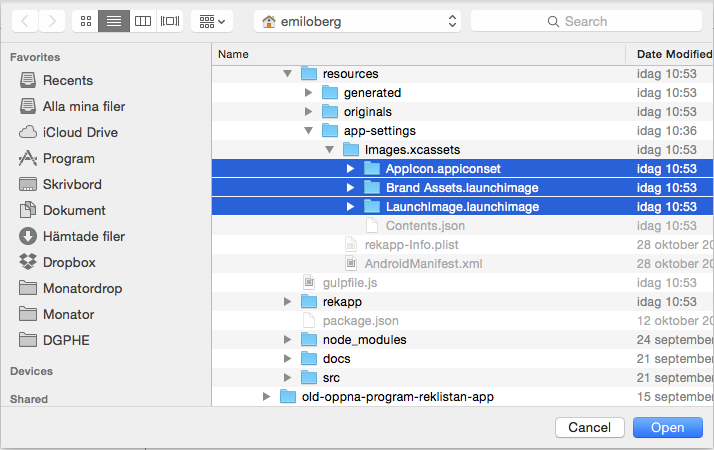 emiloberg
Search
Favorites
Recents
Alla mina filer
iCloud Drive
Program
Skrivbord
Dokument
Hämtade filer
Dropbox
Monatordrop
Monator
DGPHE
Devices
Shared
Name Date Modified
resources idag 10:53
generated idag 10:53
originals idag 10:53
app-settings idag 10:36
Images.xcassets idag 10:53
AppIcon.appiconset idag 10:53
Brand Assets.launchimage idag 10:53
LaunchImage.launchimage idag 10:53
Contents.json idag 10:53
rekapp-Info.plist 28 oktober 20
AndroidManifest.xml 28 oktober 20
gulpfile.js idag 10:53
rekapp idag 10:53
package.json 12 oktober 20
node_modules 24 september
docs 21 september
src 21 september
old-oppna-program-reklistan-app 15 september
Cancel Open